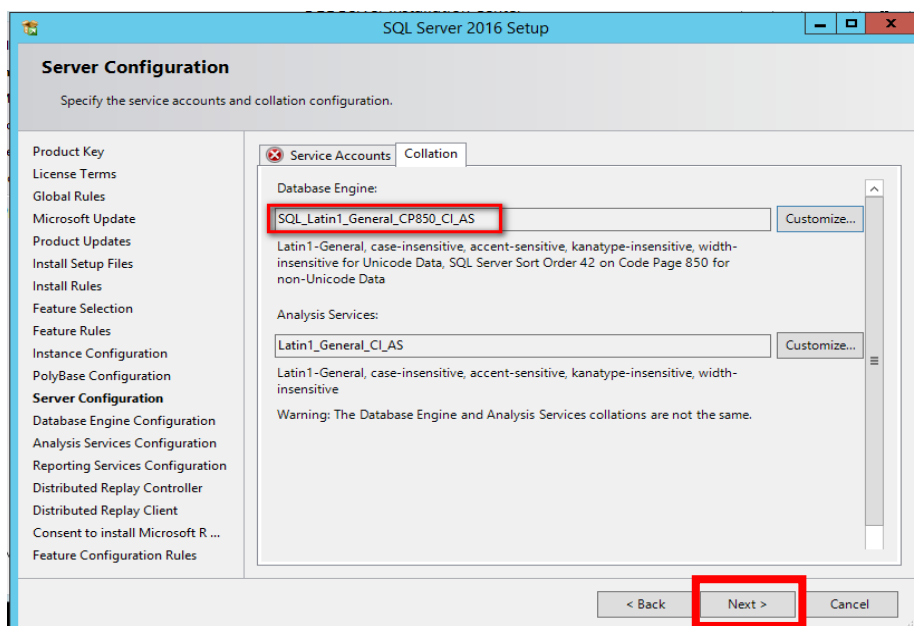 SQL Server 2016 Setup
Server Configuration
Specify the service accounts and collation configuration.
Product Key
License Terms
Global Rules
Microsoft Update
Product Updates
Install Setup Files
Install Rules
Feature Selection
Feature Rules
Instance Configuration
PolyBase Configuration
Server Configuration
Database Engine Configuration
Analysis Services Configuration
Reporting Services Configuration
Distributed Replay Controller
Distributed Replay Client
Consent to install Microsoft R ...
Feature Configuration Rules
Service Accounts Collation
Database Engine:
SQL_Latin1_General_CP850_CI_AS Customize...
Latin1-General, case-insensitive, accent-sensitive, kanatype-insensitive, width-
insensitive for Unicode Data, SQL Server Sort Order 42 on Code Page 850 for
non-Unicode Data
Analysis Services:
Latin1_General_CI_AS Customize...
Latin1-General, case-insensitive, accent-sensitive, kanatype-insensitive, width-
insensitive
Warning: The Database Engine and Analysis Services collations are not the same.
< Back Next > Cancel